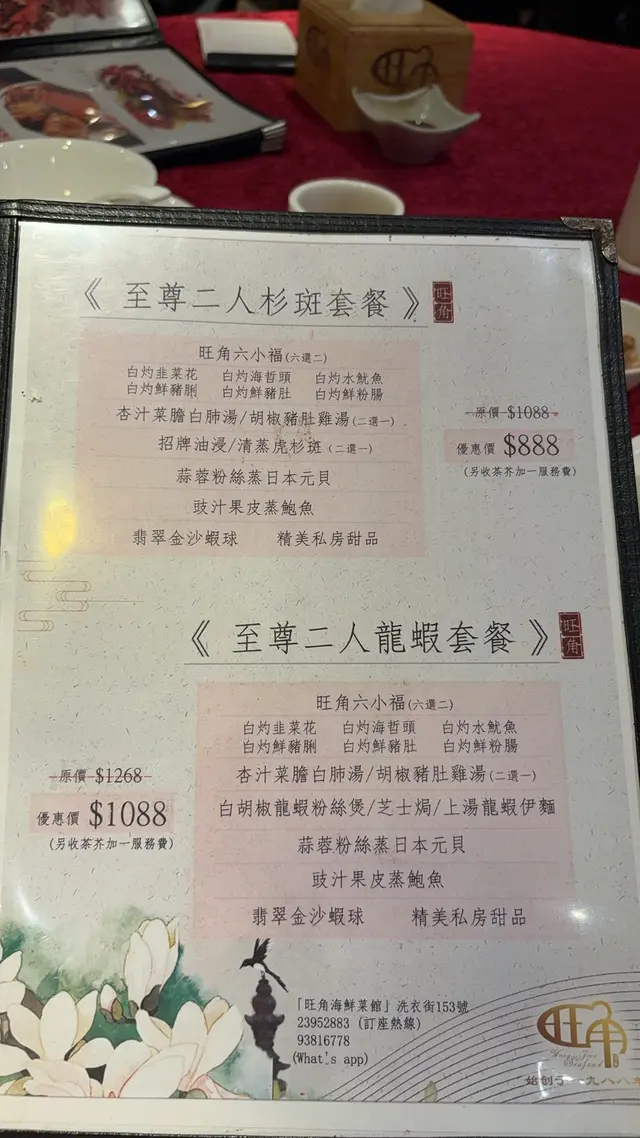 《 至尊二人杉斑套餐 》 旺角
旺角六小福(六選二)
白灼韭菜花 白灼海哲頭 白灼水魷魚
白灼鮮豬脷 白灼鮮豬肚 白灼鮮粉腸
杏汁菜膽白肺湯/胡椒豬肚雞湯(二選一)
招牌油浸/清蒸虎杉斑(二選一)
蒜蓉粉絲蒸日本元貝
豉汁果皮蒸鮑魚
翡翠金沙蝦球 精美私房甜品
原價 $1088
優惠價 $888
(另收茶芥加一服務費)
《 至尊二人龍蝦套餐 》 旺角
旺角六小福(六選二)
白灼韭菜花 白灼海哲頭 白灼水魷魚
白灼鮮豬脷 白灼鮮豬肚 白灼鮮粉腸
杏汁菜膽白肺湯/胡椒豬肚雞湯(二選一)
白胡椒龍蝦粉絲煲/芝士焗/上湯龍蝦伊麵
蒜蓉粉絲蒸日本元貝
豉汁果皮蒸鮑魚
翡翠金沙蝦球 精美私房甜品
原價 $1268
優惠價 $1088
(另收茶芥加一服務費)
「旺角海鮮菜館」洗衣街153號
23952883 (訂座熱線)
93816778
(What's app)
旺角
Seafood
始创于一九八八年